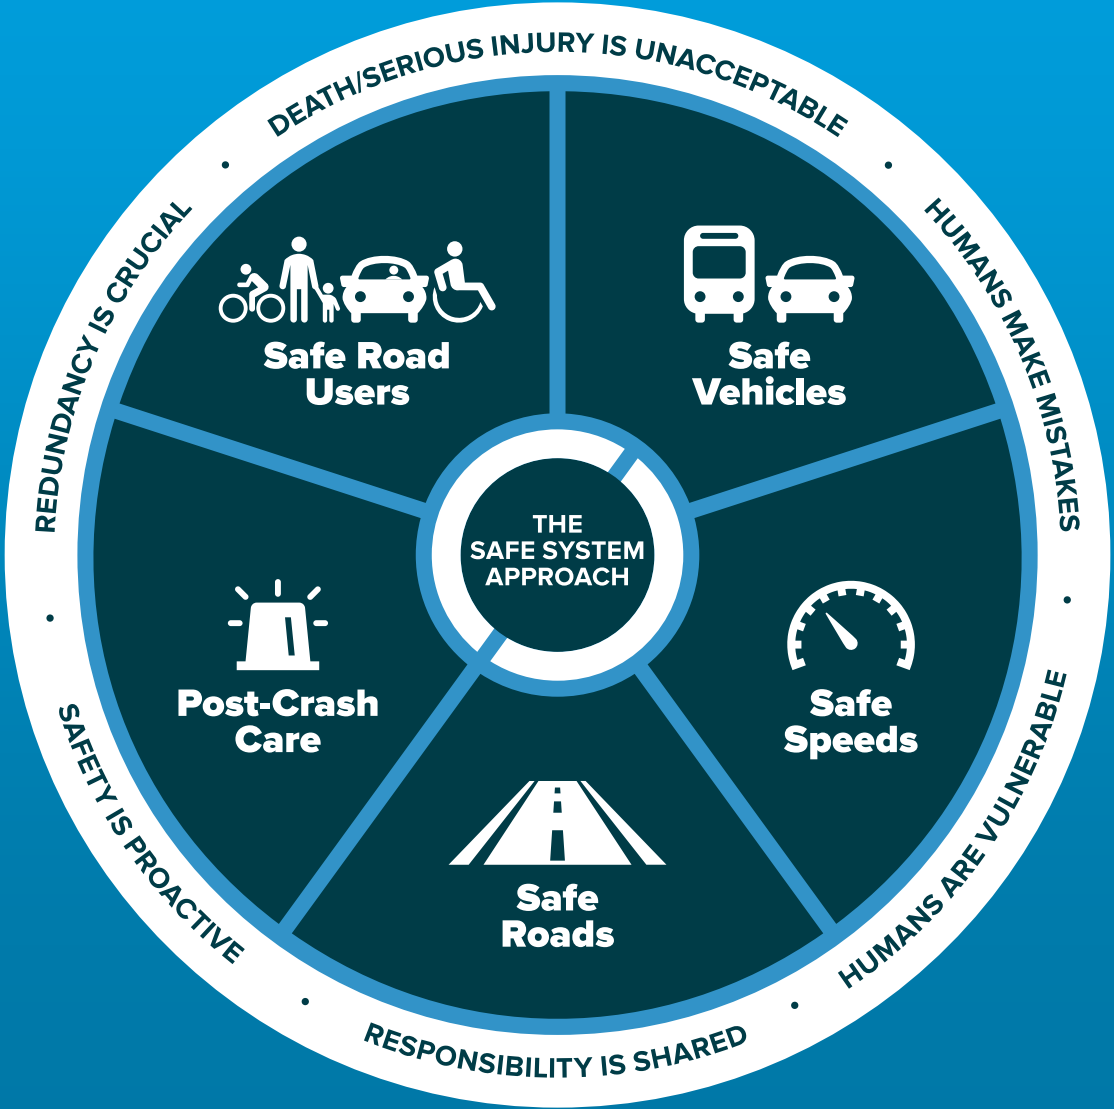 DEATH/SERIOUS INJURY IS UNACCEPTABLE
HUMANS MAKE MISTAKES
HUMANS ARE VULNERABLE
RESPONSIBILITY IS SHARED
SAFETY IS PROACTIVE
REDUNDANCY IS CRUCIAL
Safe Road
Users
Safe
Vehicles
Safe
Speeds
Safe
Roads
Post-Crash
Care
THE
SAFE SYSTEM
APPROACH